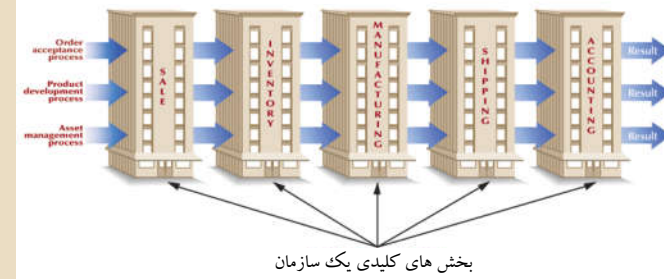 Order
acceptance
process
Product
development
process
Asset
management
process
SALE
INVENTORY
MANUFACTURING
SHIPPING
ACCOUNTING
Result
Result
Result
بخش های کلیدی یک سازمان